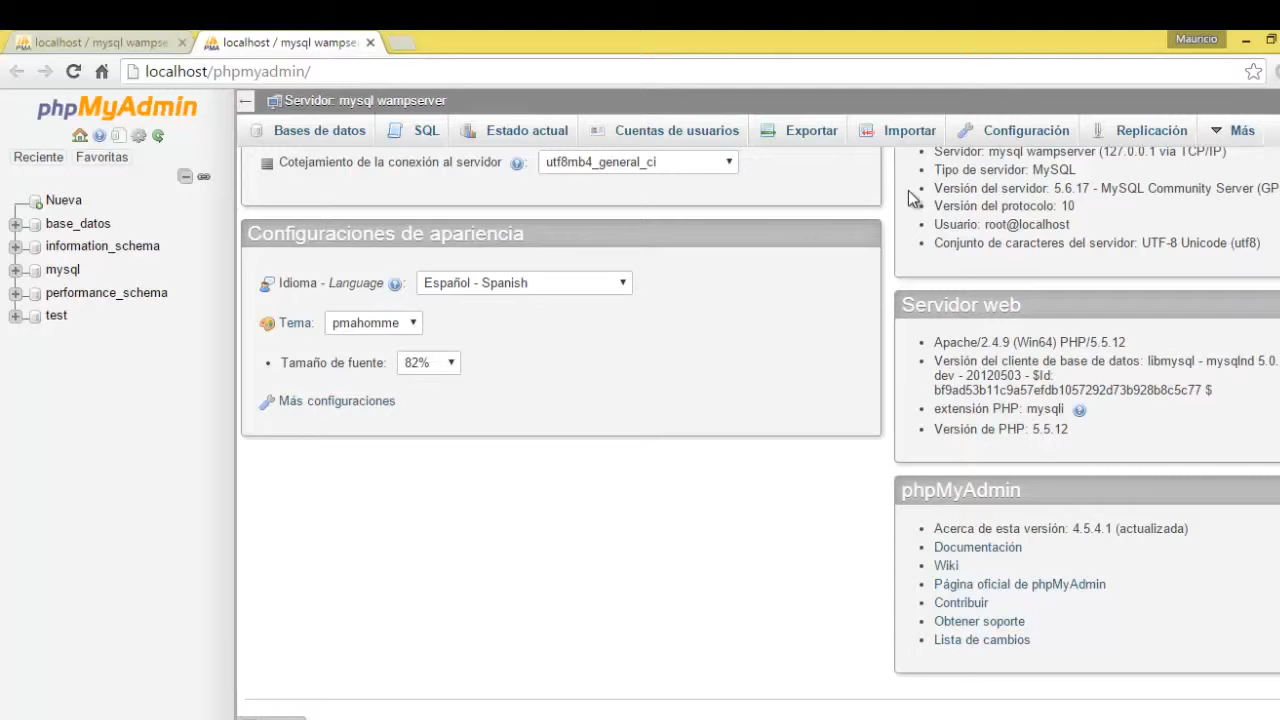 localhost / mysql wampse
localhost / mysql wampse
Mauricio
localhost/phpmyadmin/
phpMyAdmin
Reciente Favoritas
Nueva
base_datos
information_schema
mysql
performance_schema
test
Servidor: mysql wampserver
Bases de datos SQL Estado actual Cuentas de usuarios Exportar Importar Configuración Replicación Más
Cotejamiento de la conexión al servidor utf8mb4_general_ci
Configuraciones de apariencia
Idioma - Language : Español - Spanish
Tema: pmahomme
Tamaño de fuente: 82%
Más configuraciones
Servidor: mysql wampserver (127.0.0.1 via TCP/IP)
Tipo de servidor: MySQL
Versión del servidor: 5.6.17 - MySQL Community Server (GP
Versión del protocolo: 10
Usuario: root@localhost
Conjunto de caracteres del servidor: UTF-8 Unicode (utf8)
Servidor web
Apache/2.4.9 (Win64) PHP/5.5.12
Versión del cliente de base de datos: libmysql - mysqlnd 5.0.
dev - 20120503 - $Id:
bf9ad53b11c9a57efdb1057292d73b928b8c5c77 $
extensión PHP: mysqli
Versión de PHP: 5.5.12
phpMyAdmin
Acerca de esta versión: 4.5.4.1 (actualizada)
Documentación
Wiki
Página oficial de phpMyAdmin
Contribuir
Obtener soporte
Lista de cambios